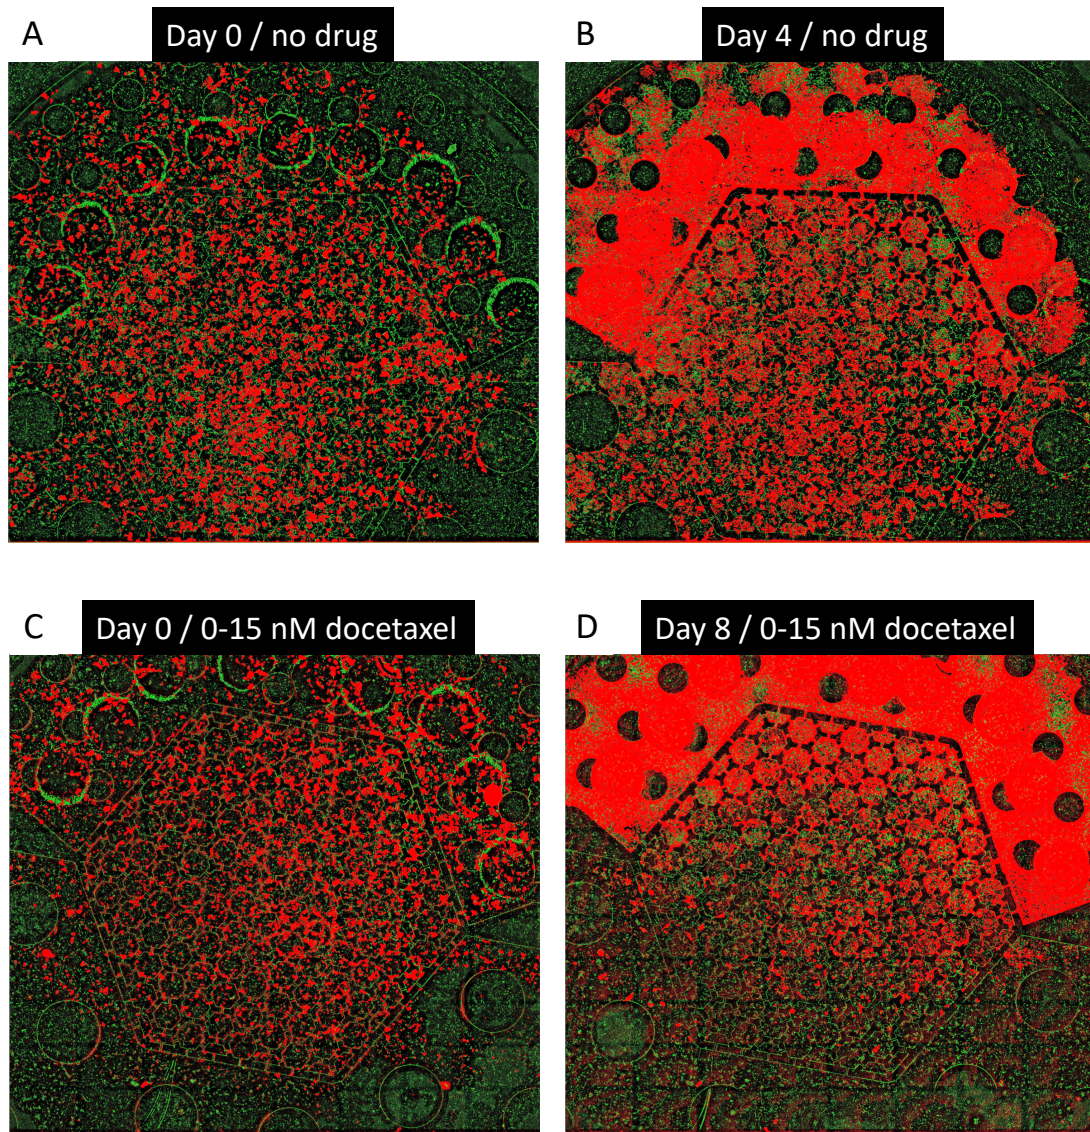 A
Day 0 / no drug
B
Day 4 / no drug
C
Day 0 / 0-15 nM docetaxel
D
Day 8 / 0-15 nM docetaxel